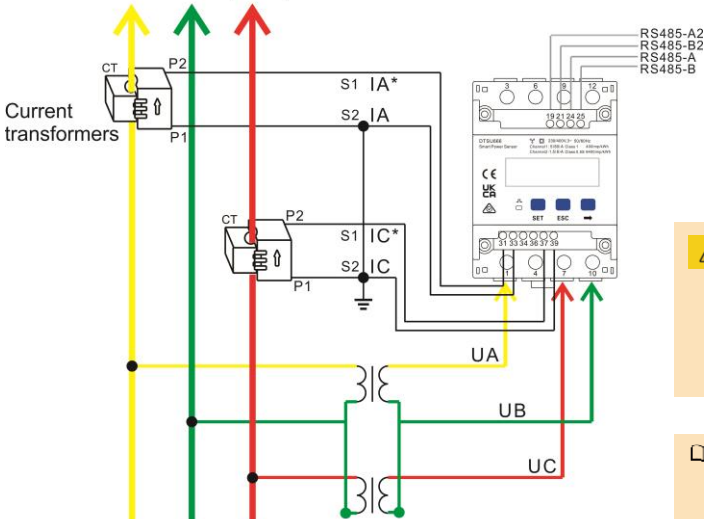 RS485-A2
RS485-B2
RS485-A
RS485-B
CT
P2
S1 IA*
S2 IA
P1
Current
transformers
3 6 9 12
19 21 24 25
DTSU666
Smart Power Sensor
CE
UK
CA
SET ESC
31 33 34 36 37 39
1 4 7 10
CT
P2
S1 IC*
S2 IC
P1
UA
UB
UC